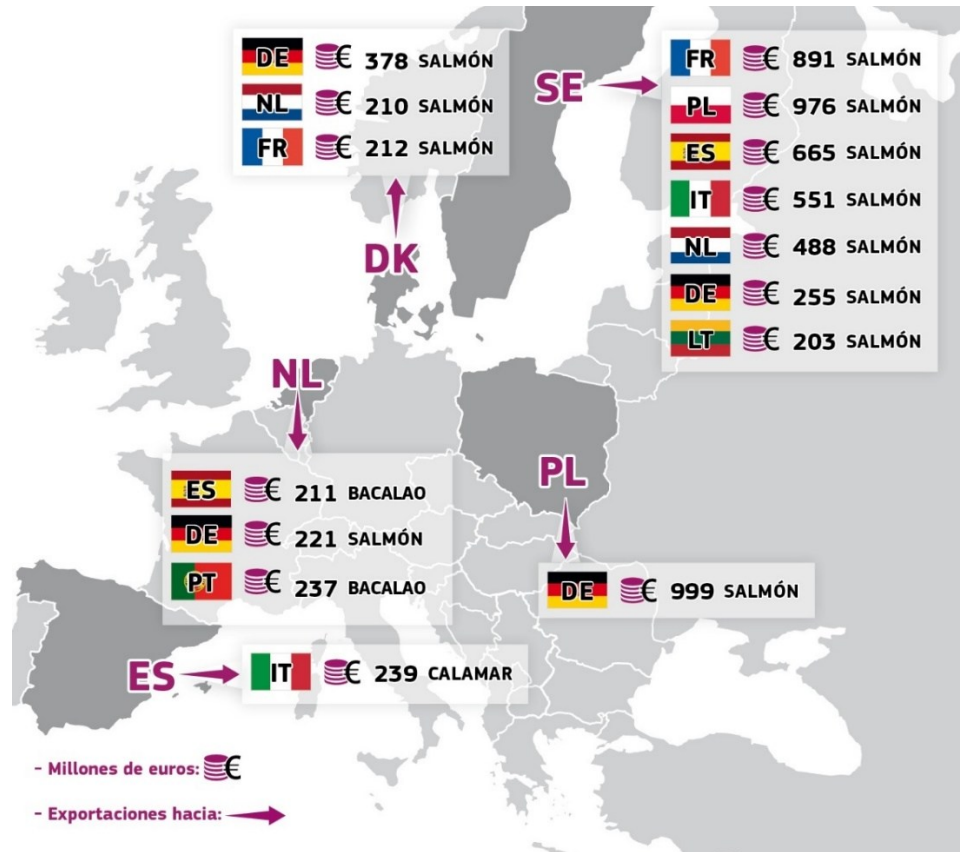 DE € 378 SALMÓN
NL € 210 SALMÓN
FR € 212 SALMÓN
DK
SE
FR € 891 SALMÓN
PL € 976 SALMÓN
ES € 665 SALMÓN
IT € 551 SALMÓN
NL € 488 SALMÓN
DE € 255 SALMÓN
LT € 203 SALMÓN
NL
ES € 211 BACALAO
DE € 221 SALMÓN
PT € 237 BACALAO
PL
DE € 999 SALMÓN
ES
IT € 239 CALAMAR
- Millones de euros: €
- Exportaciones hacia: